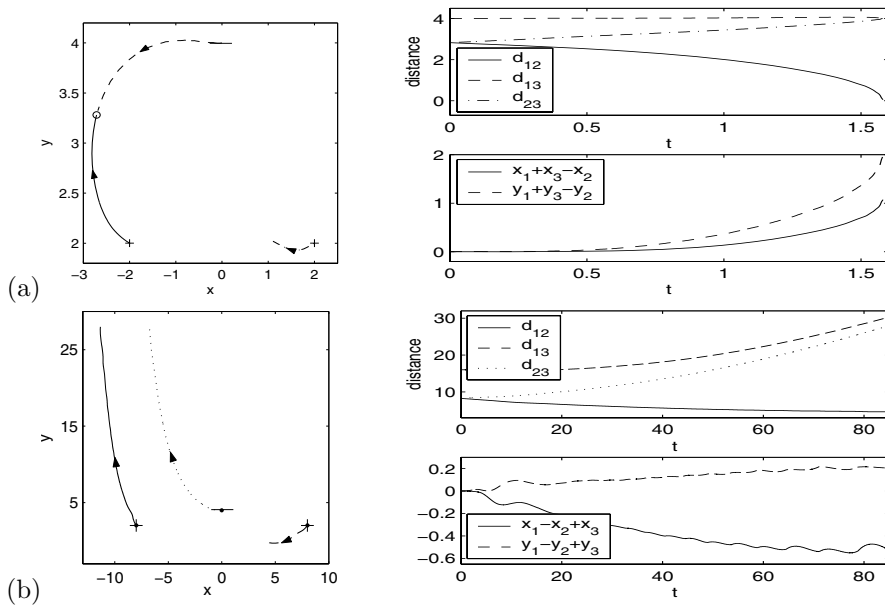 4
3.5
3
2.5
2
y
−3
−2
−1
0
1
2
x
(a)
4
2
0
distance
d12
d13
d23
0
0.5
1
1.5
t
2
1
0
x1+x3−x2
y1+y3−y2
0
0.5
1
1.5
t
25
15
5
y
−10
−5
0
5
10
x
(b)
30
20
10
distance
d12
d13
d23
0
20
40
60
80
t
0.2
0
−0.2
−0.4
−0.6
x1−x2+x3
y1−y2+y3
0
20
40
60
80
t